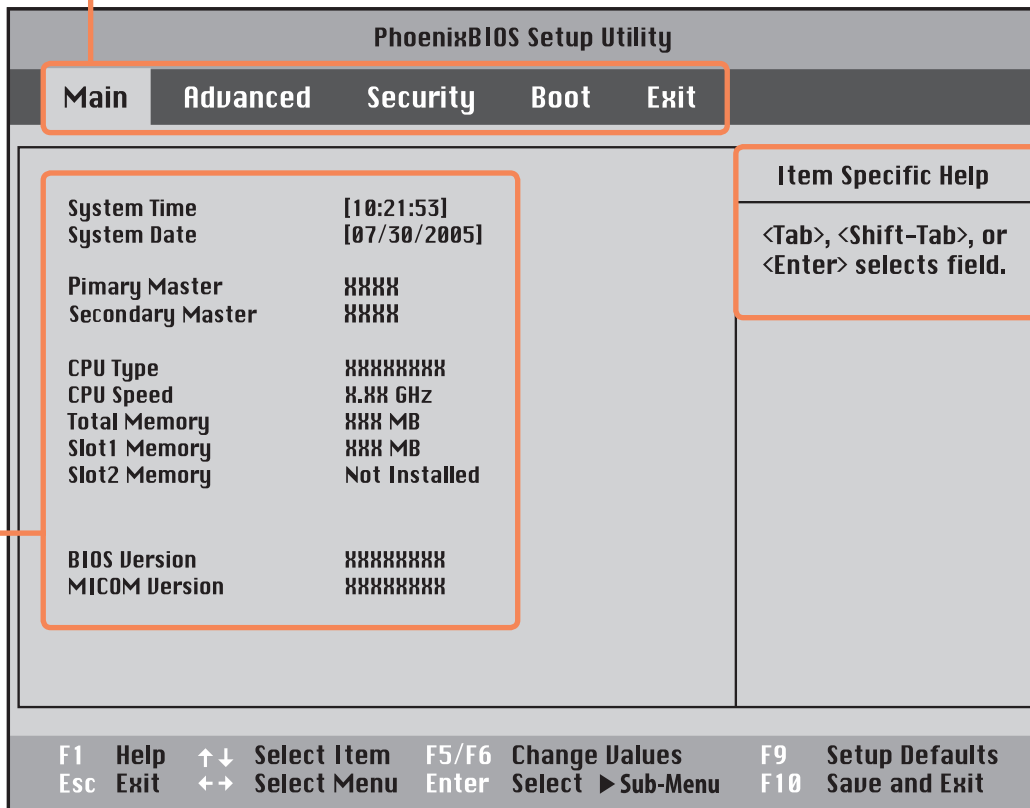 PhoenixBIOS Setup Utility
Main Advanced Security Boot Exit
System Time [10:21:53]
System Date [07/30/2005]
Pimary Master XXXX
Secondary Master XXXX
CPU Type XXXXXXXX
CPU Speed X.XX GHz
Total Memory XXX MB
Slot1 Memory XXX MB
Slot2 Memory Not Installed
BIOS Version XXXXXXXX
MICOM Version XXXXXXXX
Item Specific Help
<Tab>, <Shift-Tab>, or
<Enter> selects field.
F1 Help ↑↓ Select Item F5/F6 Change Values F9 Setup Defaults
Esc Exit ←→ Select Menu Enter Select ▶ Sub-Menu F10 Save and Exit